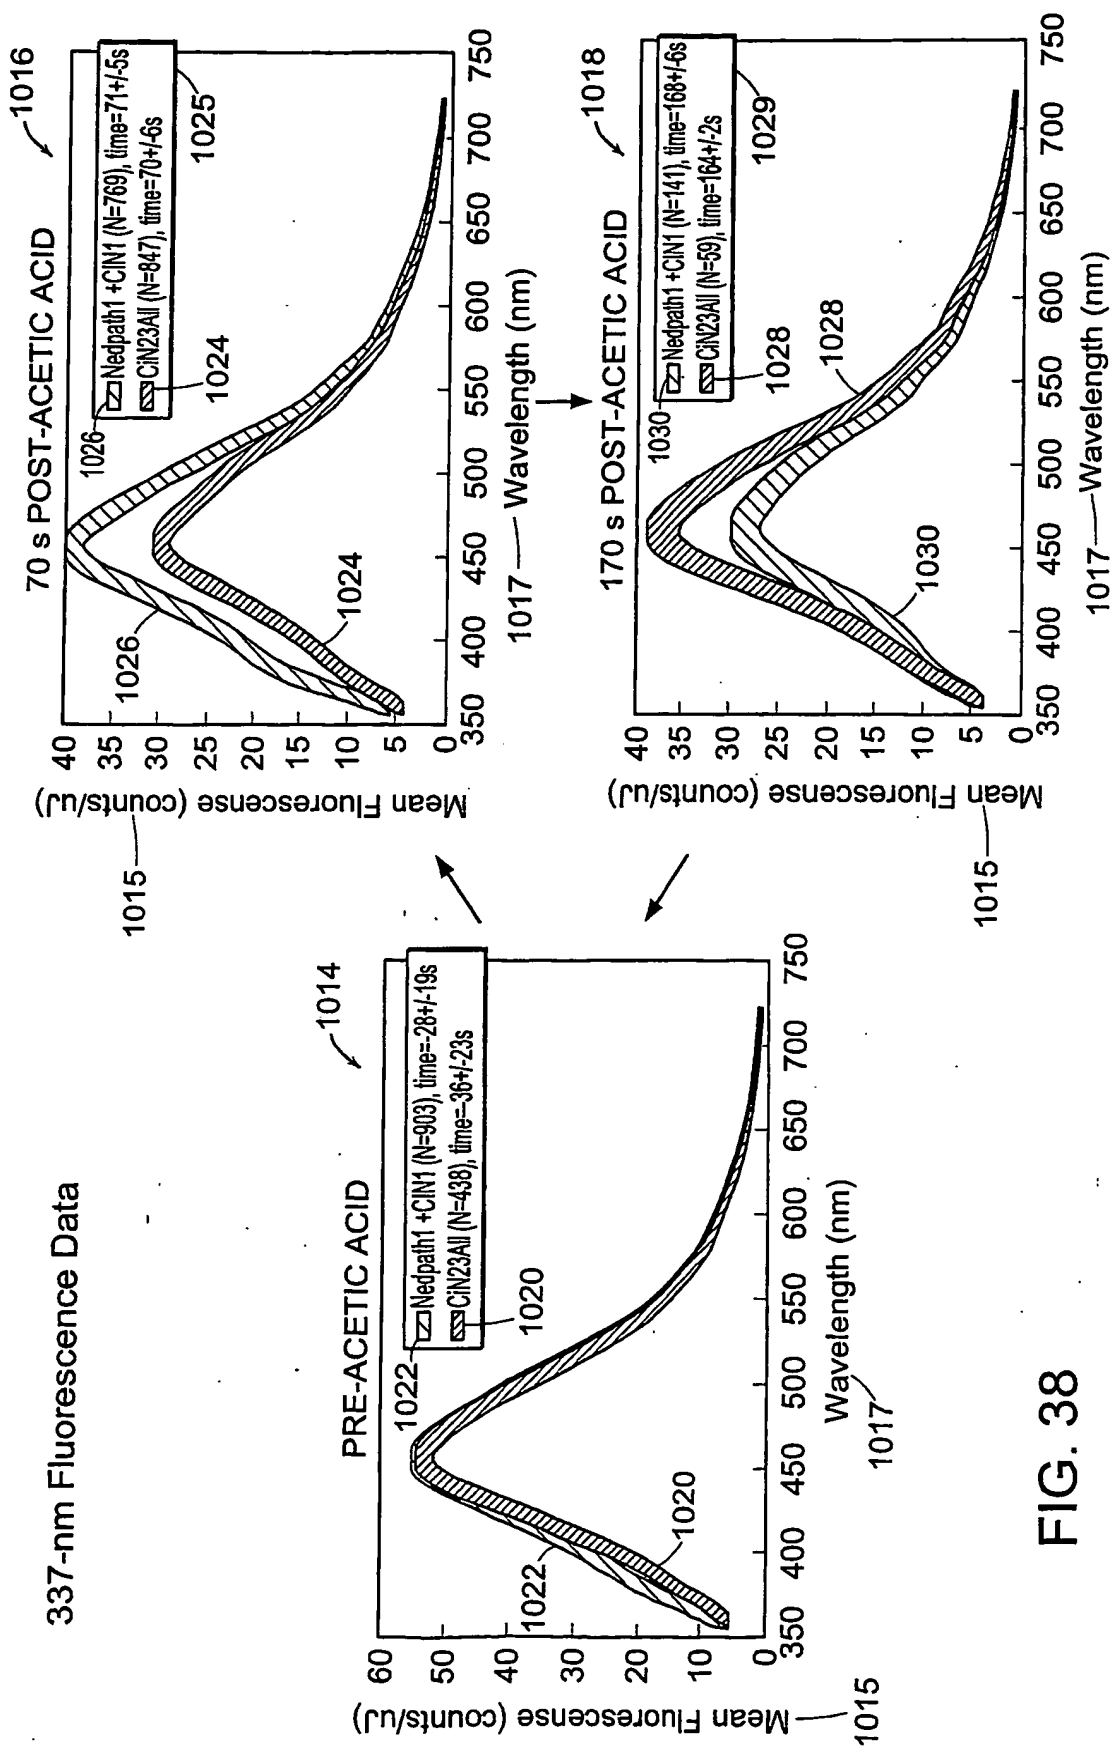 337-nm Fluorescence Data
PRE-ACETIC ACID
1014
Mean Fluorescense (counts/uJ)
1015
60
50
40
30
20
10
0
1022
1022
1020
1020
Nedpath1 +CIN1 (N=903), time=-28+/-19s
CiN23All (N=438), time=-36+/-23s
350 400 450 500 550 600 650 700 750
Wavelength (nm)
1017
70 s POST-ACETIC ACID
1016
Mean Fluorescense (counts/uJ)
1015
40
35
30
25
20
15
10
5
0
1026
1026
1024
1024
Nedpath1 +CIN1 (N=769), time=71+/-5s
CiN23All (N=847), time=70+/-6s
1025
350 400 450 500 550 600 650 700 750
1017 Wavelength (nm)
170 s POST-ACETIC ACID
1018
Mean Fluorescense (counts/uJ)
1015
40
35
30
25
20
15
10
5
0
1030
1030
1028
1028
Nedpath1 +CIN1 (N=141), time=168+/-6s
CiN23All (N=59), time=164+/-2s
1029
350 400 450 500 550 600 650 700 750
1017 Wavelength (nm)
FIG. 38